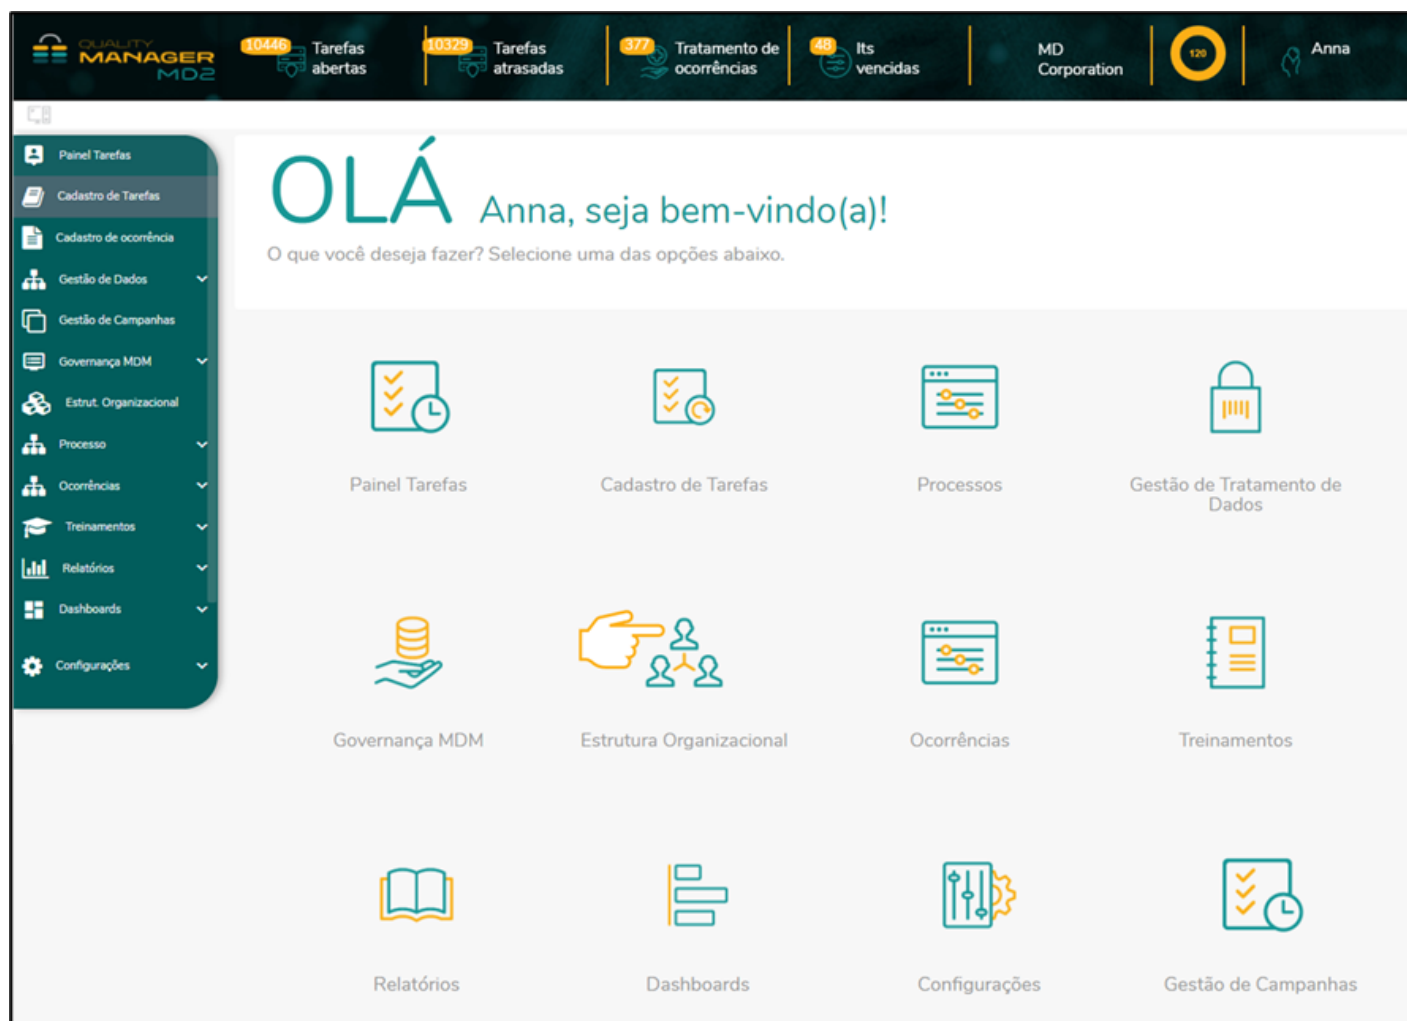 QUALITY
MANAGER
MD2
10446
Tarefas
abertas
10329
Tarefas
atrasadas
377
Tratamento de
ocorrências
48
Its
vencidas
MD
Corporation
120
Anna
Painel Tarefas
Cadastro de Tarefas
Cadastro de ocorrência
Gestão de Dados
Gestão de Campanhas
Governança MDM
Estrut. Organizacional
Processo
Ocorrências
Treinamentos
Relatórios
Dashboards
Configurações
OLÁ Anna, seja bem-vindo(a)!
O que você deseja fazer? Selecione uma das opções abaixo.
Painel Tarefas
Cadastro de Tarefas
Processos
Gestão de Tratamento de
Dados
Governança MDM
Estrutura Organizacional
Ocorrências
Treinamentos
Relatórios
Dashboards
Configurações
Gestão de Campanhas